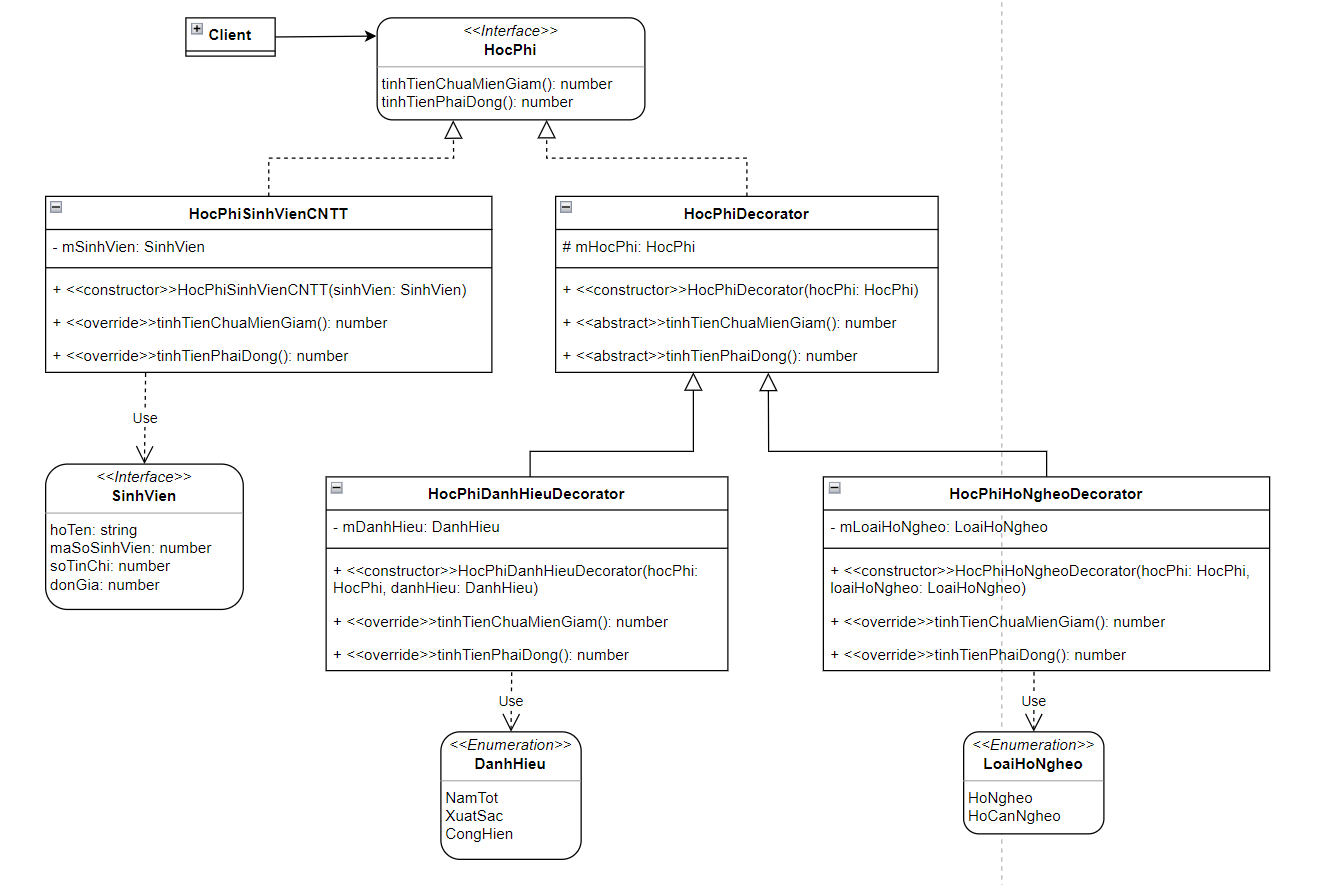 Client
<<Interface>>
HocPhi
tinhTienChuaMienGiam(): number
tinhTienPhaiDong(): number
HocPhiSinhVienCNTT
- mSinhVien: SinhVien
+ <<constructor>>HocPhiSinhVienCNTT(sinhVien: SinhVien)
+ <<override>>tinhTienChuaMienGiam(): number
+ <<override>>tinhTienPhaiDong(): number
HocPhiDecorator
# mHocPhi: HocPhi
+ <<constructor>>HocPhiDecorator(hocPhi: HocPhi)
+ <<abstract>>tinhTienChuaMienGiam(): number
+ <<abstract>>tinhTienPhaiDong(): number
Use
<<Interface>>
SinhVien
hoTen: string
maSoSinhVien: number
soTinChi: number
donGia: number
HocPhiDanhHieuDecorator
- mDanhHieu: DanhHieu
+ <<constructor>>HocPhiDanhHieuDecorator(hocPhi:
HocPhi, danhHieu: DanhHieu)
+ <<override>>tinhTienChuaMienGiam(): number
+ <<override>>tinhTienPhaiDong(): number
HocPhiHoNgheoDecorator
- mLoaiHoNgheo: LoaiHoNgheo
+ <<constructor>>HocPhiHoNgheoDecorator(hocPhi: HocPhi,
loaiHoNgheo: LoaiHoNgheo)
+ <<override>>tinhTienChuaMienGiam(): number
+ <<override>>tinhTienPhaiDong(): number
Use
<<Enumeration>>
DanhHieu
NamTot
XuatSac
CongHien
Use
<<Enumeration>>
LoaiHoNgheo
HoNgheo
HoCanNgheo